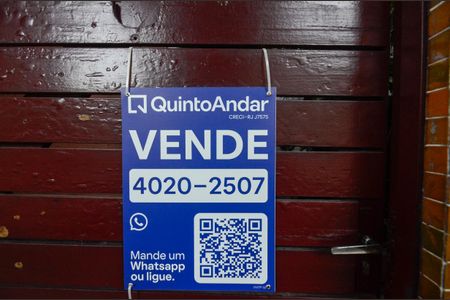 QuintoAndar
CRECI-RJ J7575
VENDE
4020-2507
Mande um
Whatsapp
ou ligue.